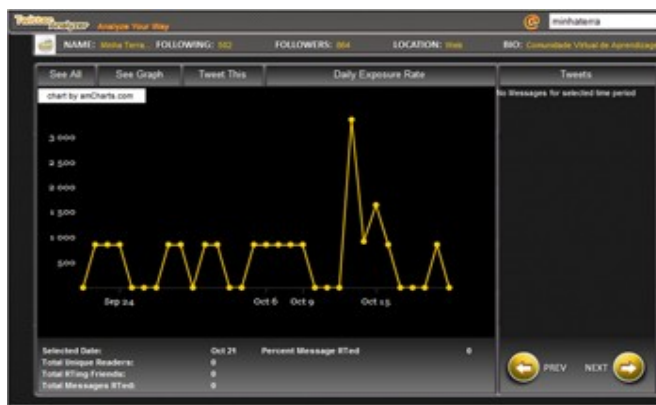 Twitter Analyzer Analyze Your Way
@ minhaterra
NAME: Minha Terra... FOLLOWING: 502 FOLLOWERS: 864 LOCATION: Web BIO: Comunidade Virtual de Aprendizage
See All See Graph Tweet This Daily Exposure Rate Tweets
chart by amCharts.com
No Messages for selected time period
3 000
2 500
2 000
1 500
1 000
500
Sep 24 Oct 6 Oct 9 Oct 15
Selected Date: Oct 21 Percent Message RTed 0
Total Unique Readers: 0
Total RTing Friends: 0
Total Messages RTed: 0
PREV NEXT